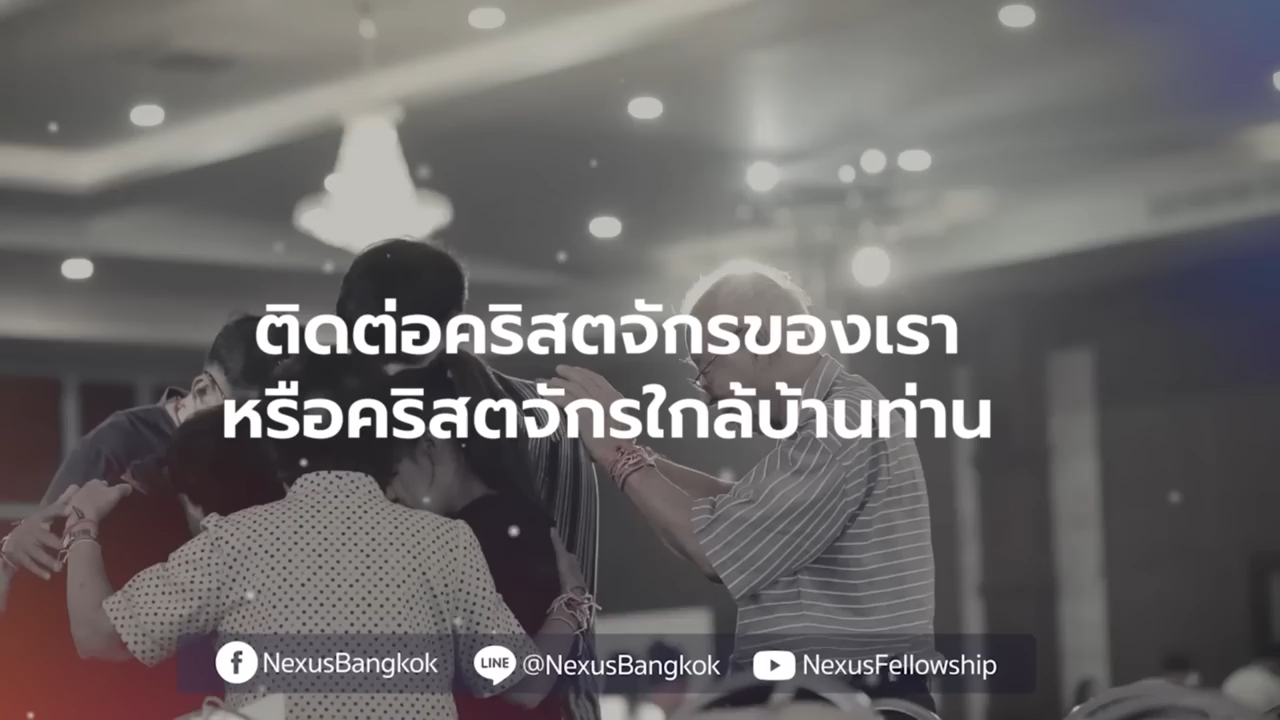 ติดต่อคริสตจักรของเรา
หรือคริสตจักรใกล้บ้านท่าน
NexusBangkok LINE @NexusBangkok NexusFellowship